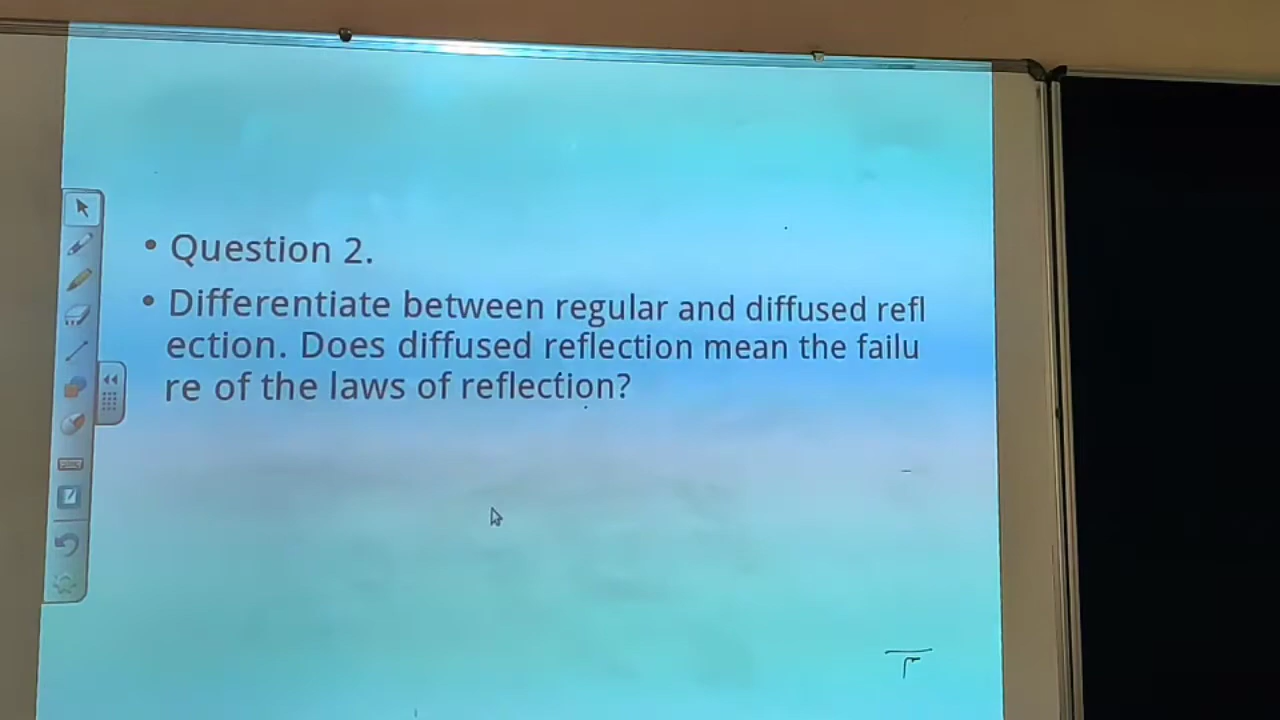 • Question 2.
• Differentiate between regular and diffused refl
ection. Does diffused reflection mean the failu
re of the laws of reflection?